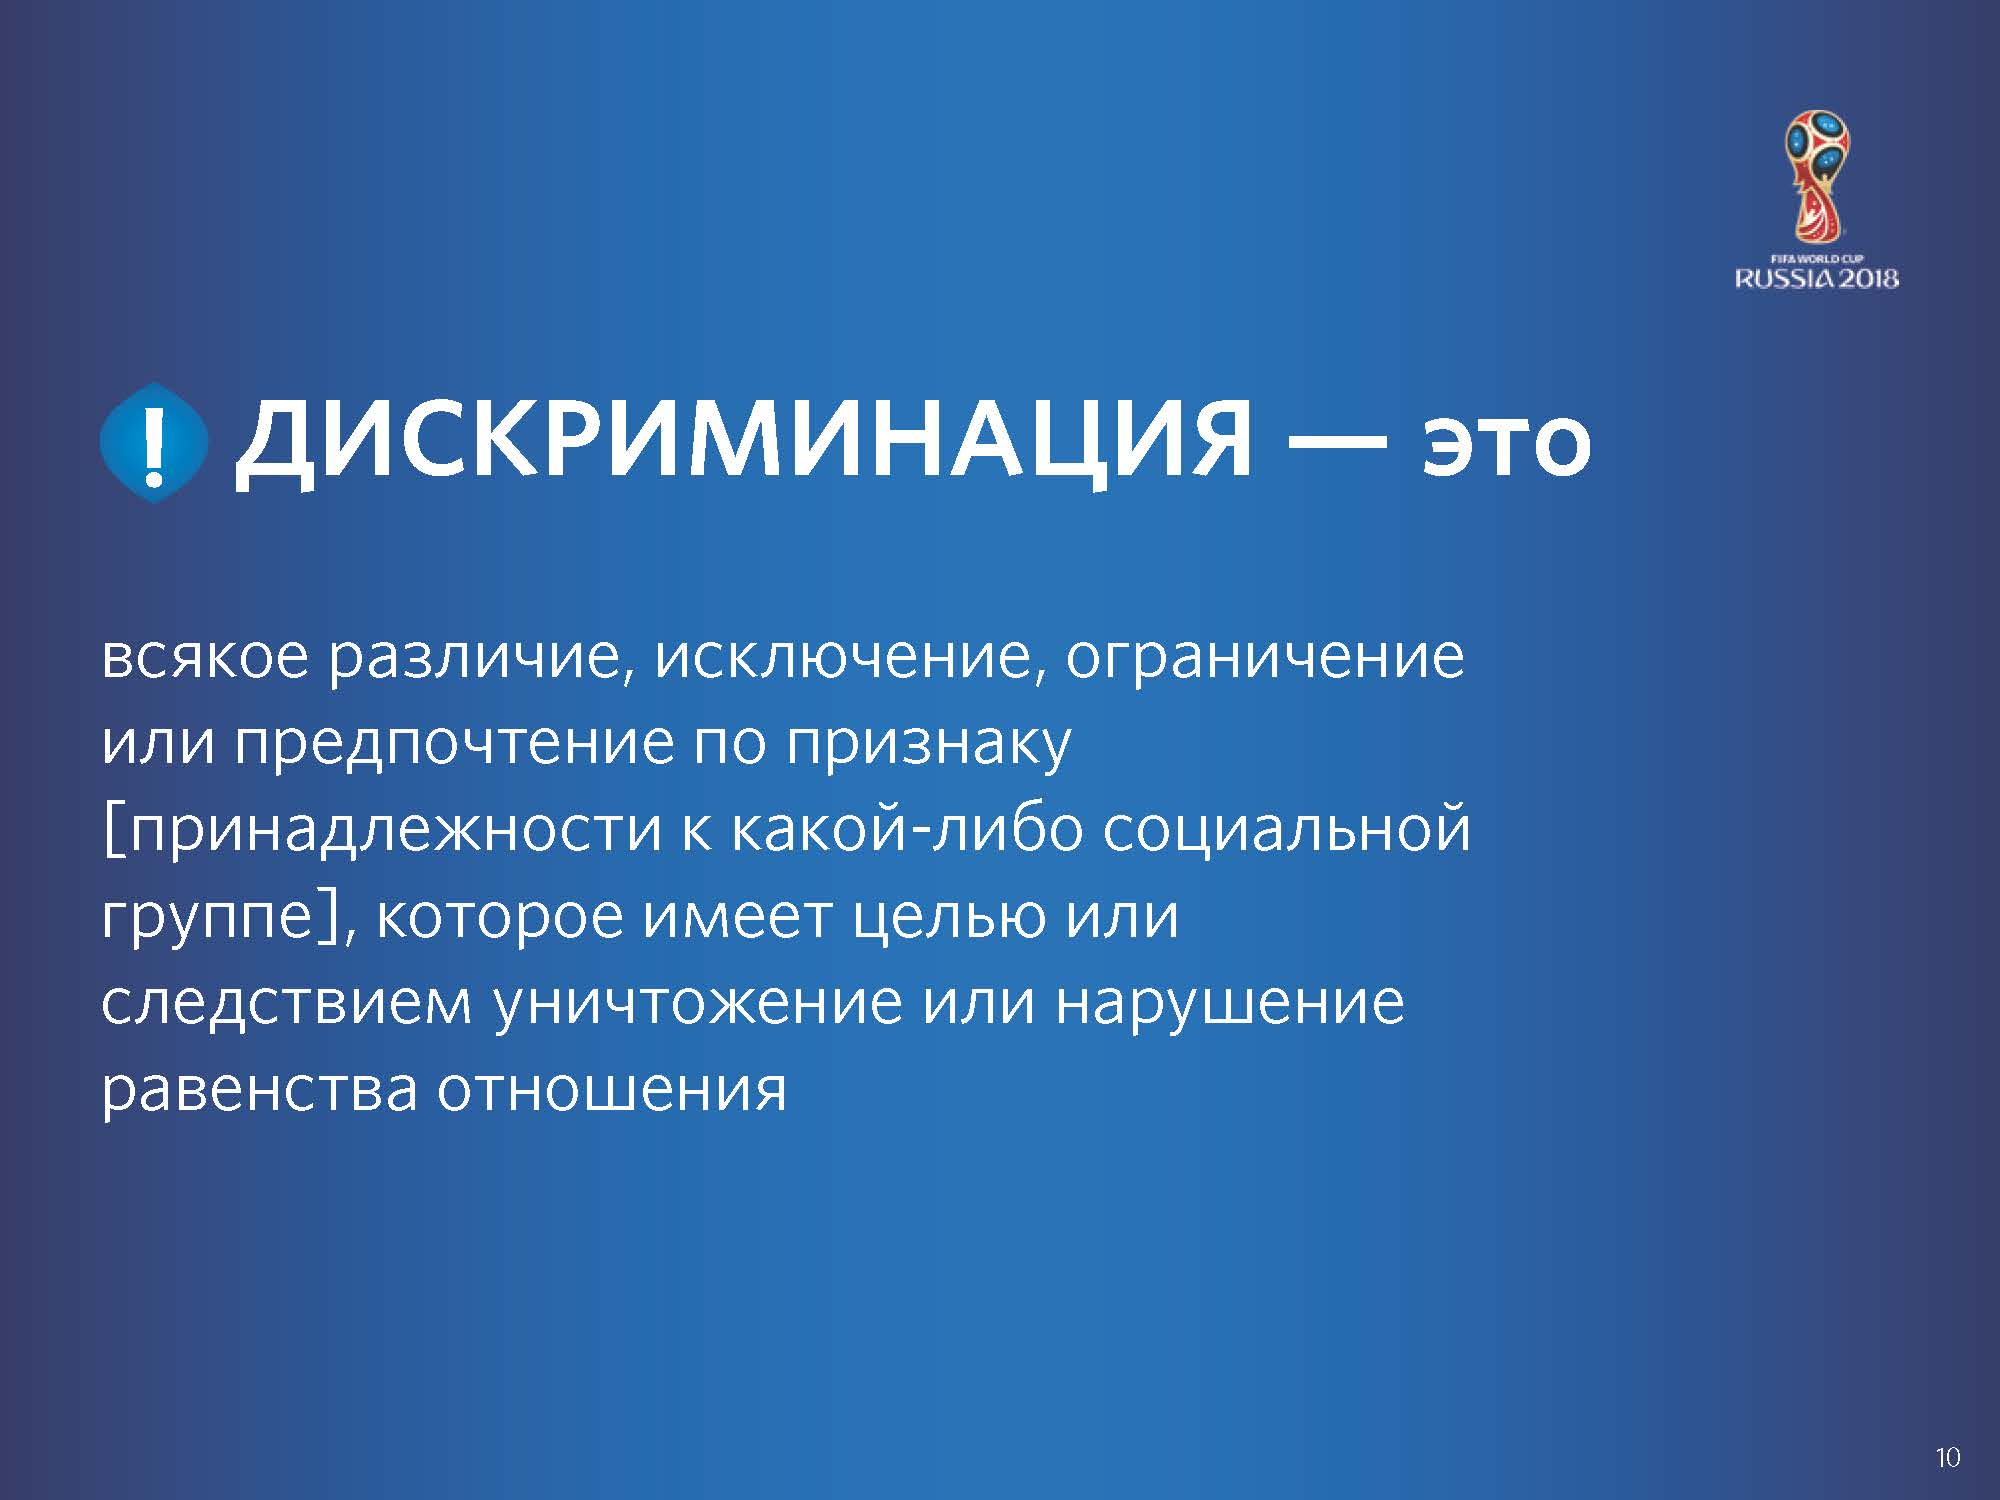 FIFA WORLD CUP
RUSSIA 2018
! ДИСКРИМИНАЦИЯ — это
всякое различие, исключение, ограничение
или предпочтение по признаку
[принадлежности к какой-либо социальной
группе], которое имеет целью или
следствием уничтожение или нарушение
равенства отношения
10